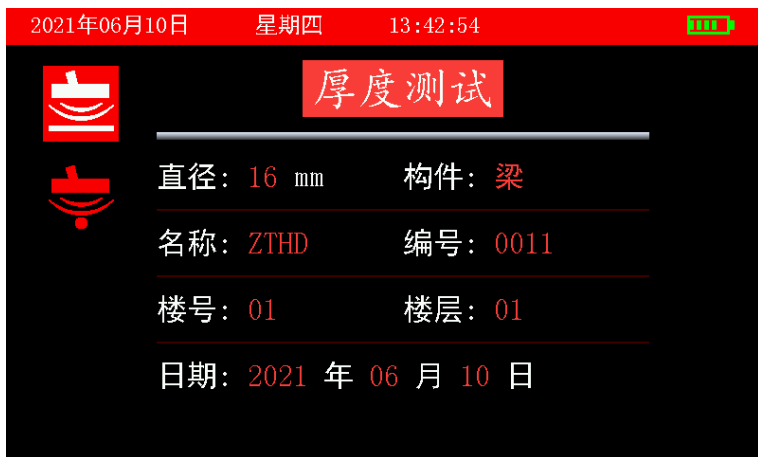 2021年06月10日 星期四 13:42:54
厚度测试
直径: 16 mm 构件: 梁
名称: ZTHD 编号: 0011
楼号: 01 楼层: 01
日期: 2021 年 06 月 10 日